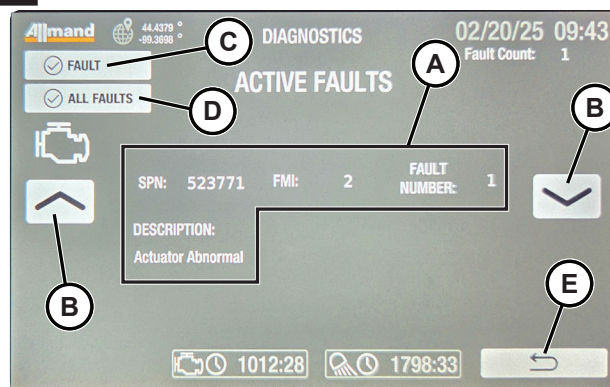 Allmand
44.4379 °
-99.3698 °
DIAGNOSTICS
02/20/25 09:43
Fault Count: 1
FAULT
ALL FAULTS
ACTIVE FAULTS
C
D
A
B
SPN: 523771 FMI: 2 FAULT NUMBER: 1
DESCRIPTION:
Actuator Abnormal
B
E
1012:28
1798:33